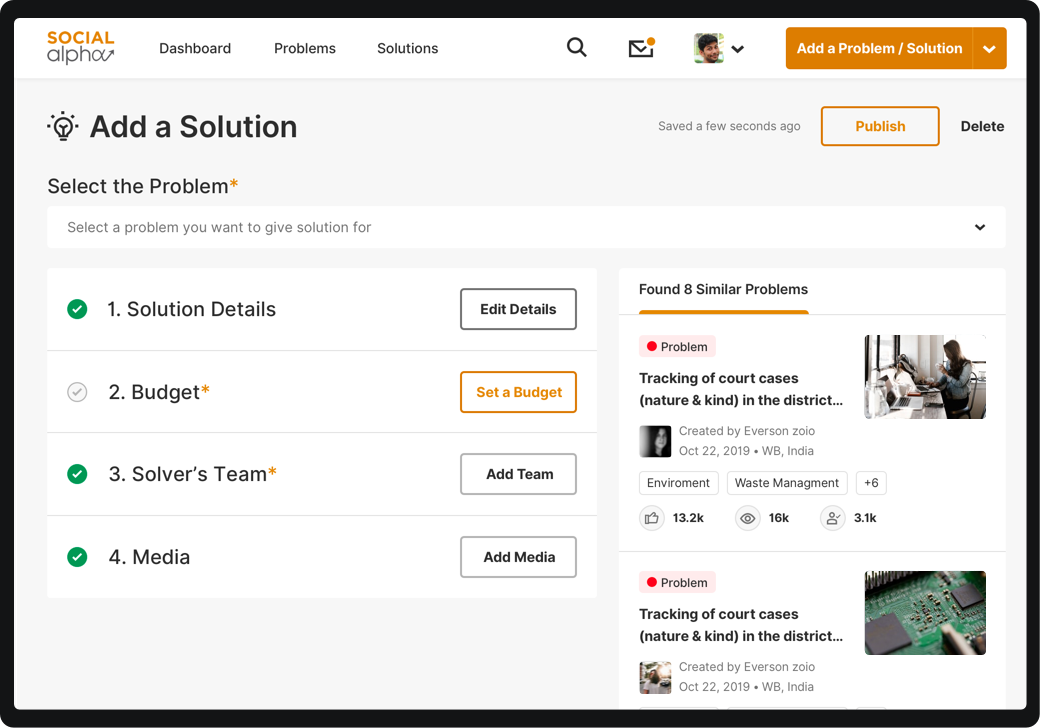 SOCIAL
alpha
Dashboard
Problems
Solutions
Add a Problem / Solution
Add a Solution
Saved a few seconds ago
Publish
Delete
Select the Problem*
Select a problem you want to give solution for
1. Solution Details
Edit Details
2. Budget*
Set a Budget
3. Solver’s Team*
Add Team
4. Media
Add Media
Found 8 Similar Problems
Problem
Tracking of court cases
(nature & kind) in the district...
Created by Everson zoio
Oct 22, 2019 • WB, India
Enviroment
Waste Managment
+6
13.2k
16k
3.1k
Problem
Tracking of court cases
(nature & kind) in the district...
Created by Everson zoio
Oct 22, 2019 • WB, India